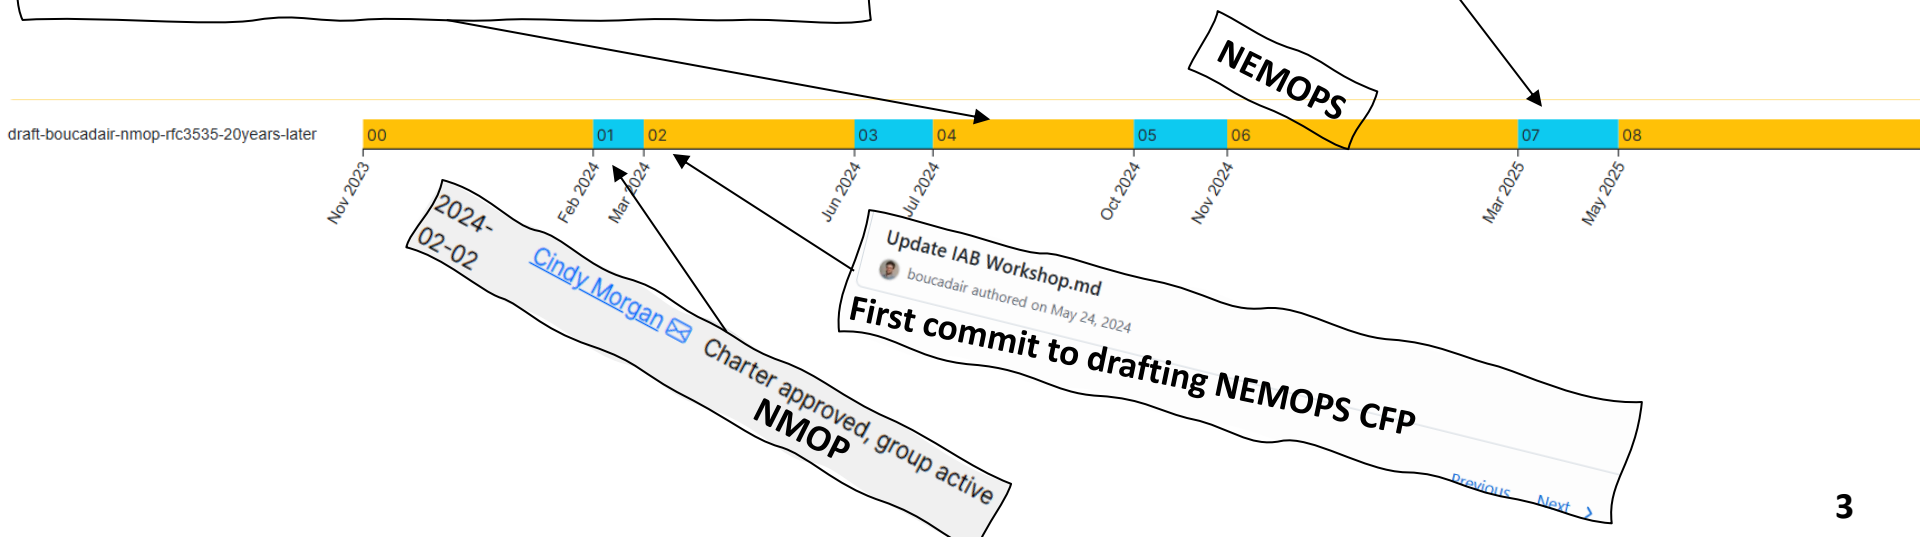 NEMOPS
draft-boucadair-nmop-rfc3535-20years-later
00 01 02 03 04 05 06 07 08
Nov 2023 Feb 2024 Mar 2024 Jun 2024 Jul 2024 Oct 2024 Nov 2024 Mar 2025 May 2025
2024-
02-02
Cindy Morgan
Charter approved, group active
NMOP
Update IAB Workshop.md
boucadair authored on May 24, 2024
First commit to drafting NEMOPS CFP
Previous Next
3